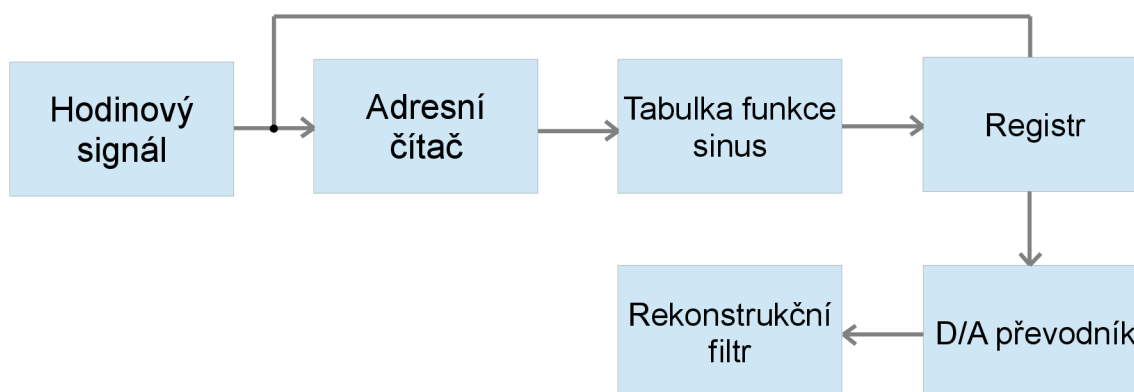 Hodinový
signál
Adresní
čítač
Tabulka funkce
sinus
Registr
D/A převodník
Rekonstrukční
filtr